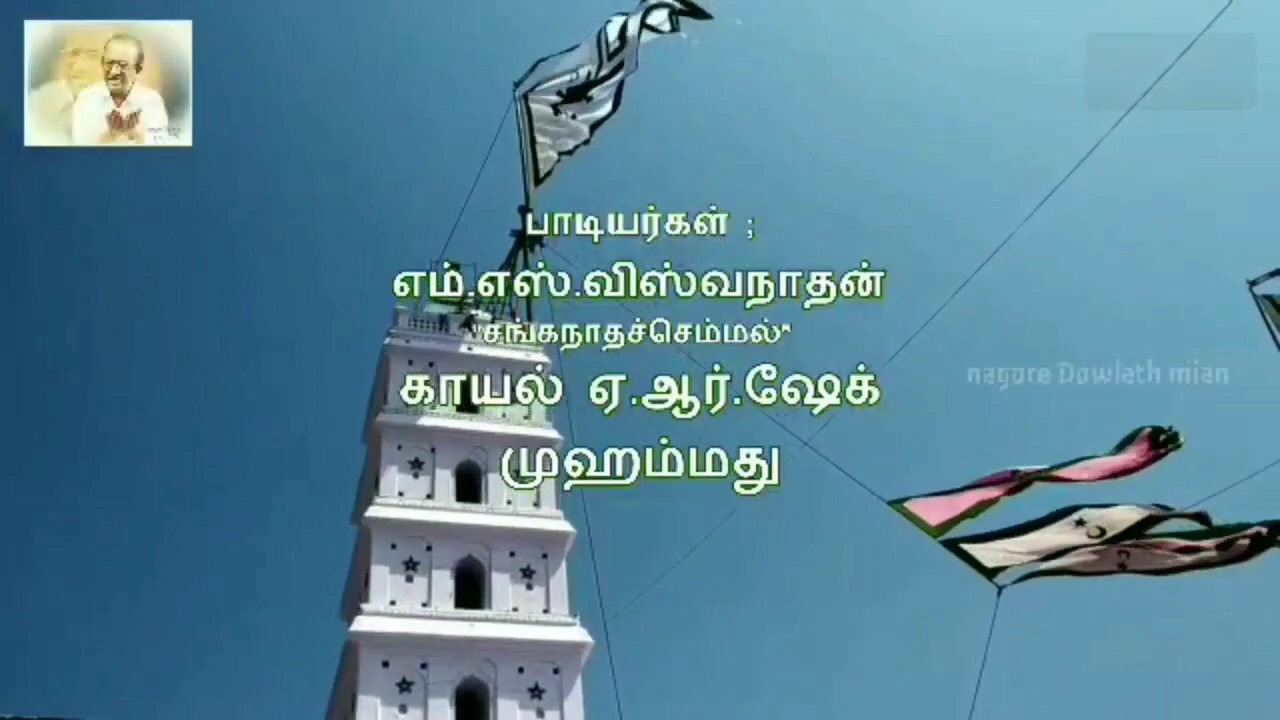 பாடியர்கள் ;
எம்.எஸ்.விஸ்வநாதன்
"சங்கநாதச்செம்மல்"
காயல் ஏ.ஆர்.ஷேக்
முஹம்மது
nagore Dowlath mian